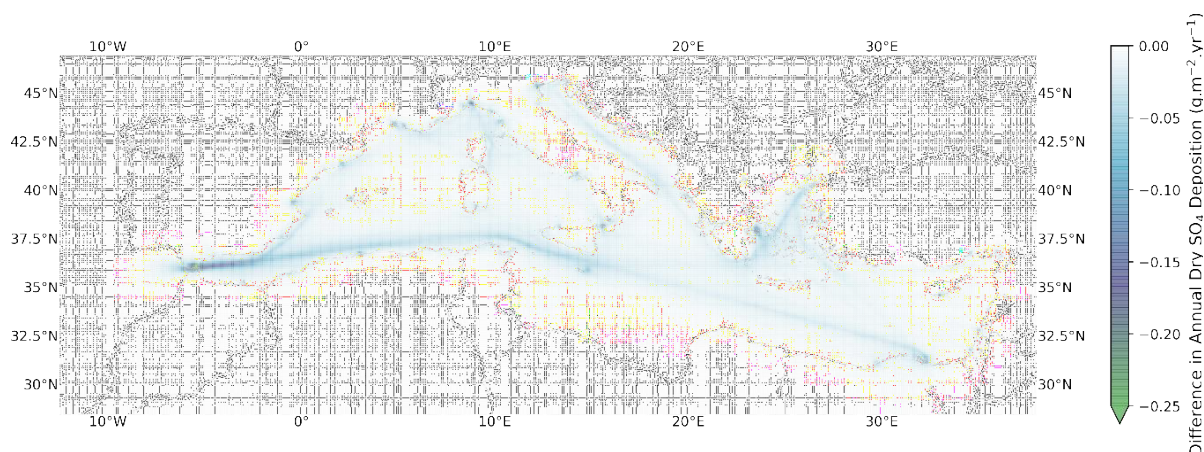 10°W 0° 10°E 20°E 30°E
45°N 45°N
42.5°N 42.5°N
40°N 40°N
37.5°N 37.5°N
35°N 35°N
32.5°N 32.5°N
30°N 30°N
10°W 0° 10°E 20°E 30°E
0.00
−0.05
−0.10
−0.15
−0.20
−0.25
Difference in Annual Dry SO₄ Deposition (g.m⁻².yr⁻¹)